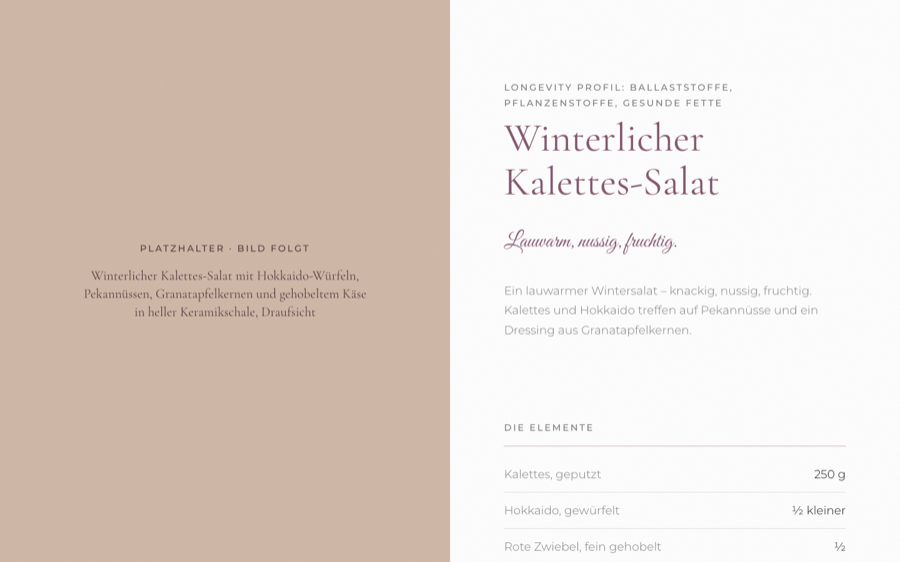 PLATZHALTER · BILD FOLGT
Winterlicher Kalettes-Salat mit Hokkaido-Würfeln,
Pekannüssen, Granatapfelkernen und gehobeltem Käse
in heller Keramikschale, Draufsicht
LONGEVITY PROFIL: BALLASTSTOFFE,
PFLANZENSTOFFE, GESUNDE FETTE
Winterlicher
Kalettes-Salat
Lauwarm, nussig, fruchtig.
Ein lauwarmer Wintersalat – knackig, nussig, fruchtig.
Kalettes und Hokkaido treffen auf Pekannüsse und ein
Dressing aus Granatapfelkernen.
DIE ELEMENTE
Kalettes, geputzt 250 g
Hokkaido, gewürfelt ½ kleiner
Rote Zwiebel, fein gehobelt ½